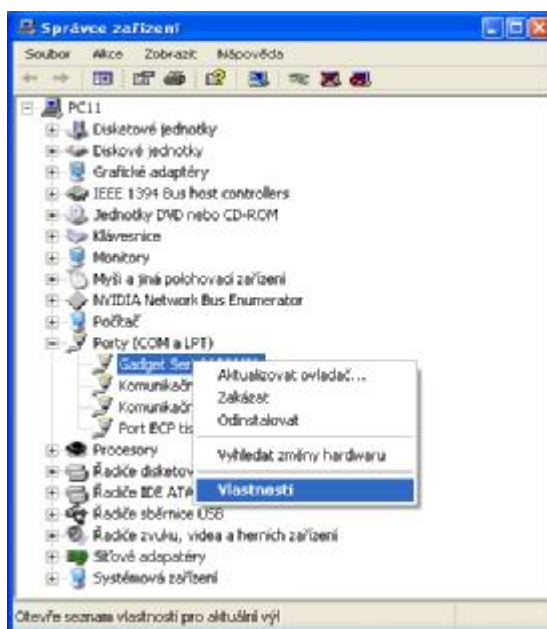 Správce zařízení
Soubor Akce Zobrazit Nápověda
PC11
Disketové jednotky
Diskové jednotky
Grafické adaptéry
IEEE 1394 Bus host controllers
Jednotky DVD nebo CD-ROM
Klávesnice
Monitory
Myši a jiná polohovací zařízení
NVIDIA Network Bus Enumerator
Počítač
Porty (COM a LPT)
Gadget Ser
Komunikačn
Komunikačn
Port ECP tis
Procesory
Řadiče disketov
Řadiče IDE ATA
Řadiče sběrnice USB
Řadiče zvuku, videa a herních zařízení
Síťové adaptéry
Systémová zařízení
Aktualizovat ovladač...
Zakázat
Odinstalovat
Vyhledat změny hardwaru
Vlastnosti
Otevře seznam vlastností pro aktuální výl